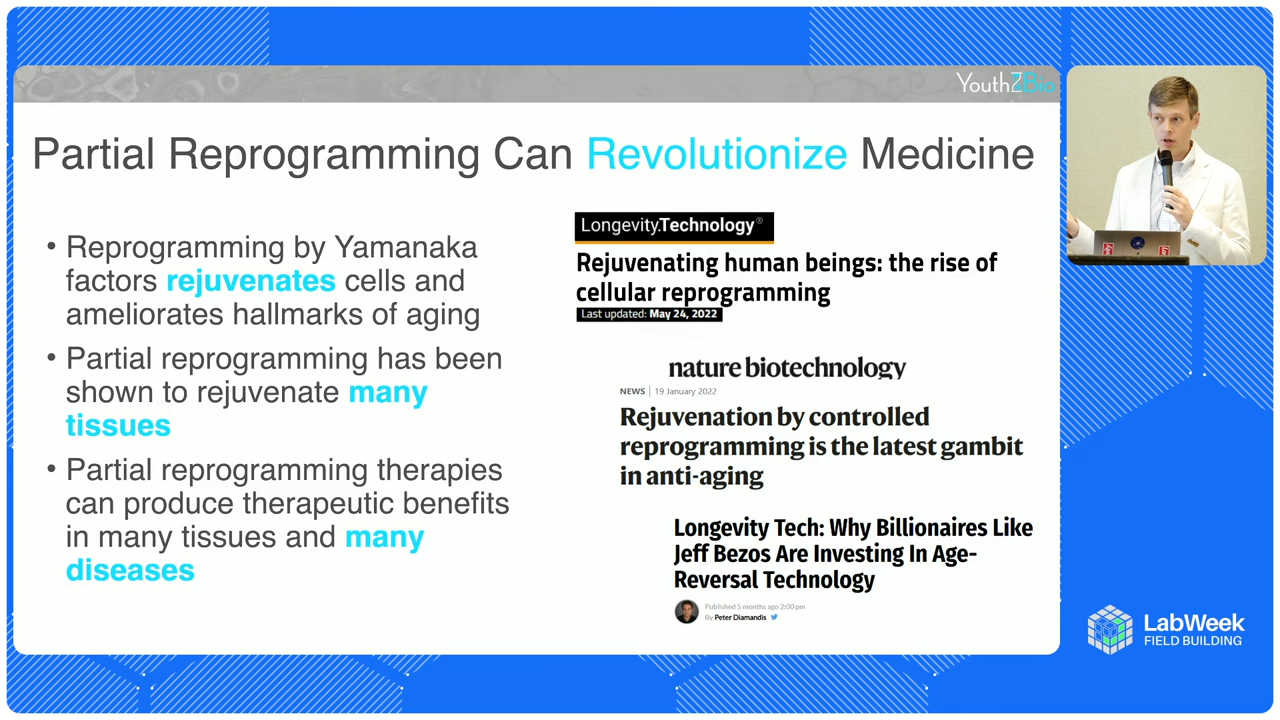 YouthBio
Partial Reprogramming Can Revolutionize Medicine
• Reprogramming by Yamanaka
factors rejuvenates cells and
ameliorates hallmarks of aging
• Partial reprogramming has been
shown to rejuvenate many
tissues
• Partial reprogramming therapies
can produce therapeutic benefits
in many tissues and many
diseases
Longevity.Technology®
Rejuvenating human beings: the rise of
cellular reprogramming
Last updated: May 24, 2022
nature biotechnology
NEWS | 19 January 2022
Rejuvenation by controlled
reprogramming is the latest gambit
in anti-aging
Longevity Tech: Why Billionaires Like
Jeff Bezos Are Investing In Age-
Reversal Technology
Published 5 months ago 2:00 pm
By Peter Diamandis
LabWeek
FIELD BUILDING